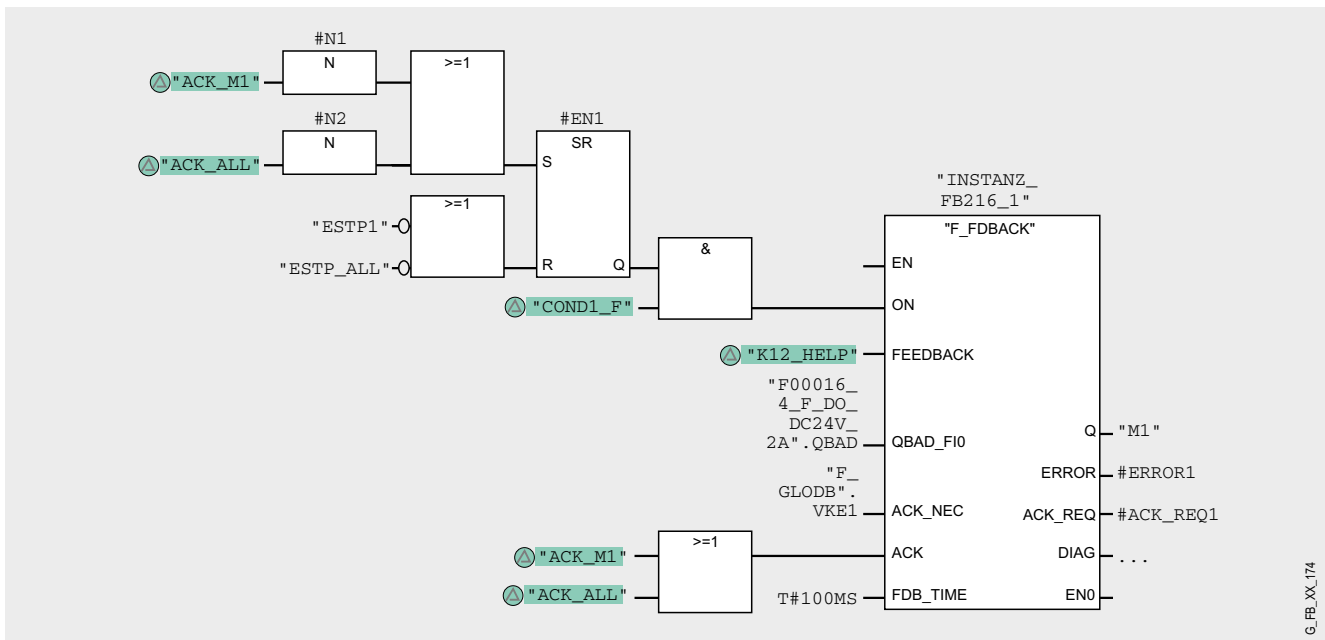 #N1
N
>=1
"ACK_M1"
#N2
#EN1
N
SR
"ACK_ALL"
S
"INSTANZ_
FB216_1"
>=1
"ESTP1"
"F_FDBACK"
&
"ESTP_ALL"
R
Q
EN
"COND1_F"
ON
"K12_HELP"
FEEDBACK
"F00016_
4_F_DO_
DC24V_
2A".QBAD
QBAD_FI0
Q
"M1"
"F_
GLODB".
VKE1
ERROR
#ERROR1
ACK_NEC
ACK_REQ
#ACK_REQ1
>=1
"ACK_M1"
ACK
DIAG
...
"ACK_ALL"
T#100MS
FDB_TIME
EN0
G_FB_XX_174